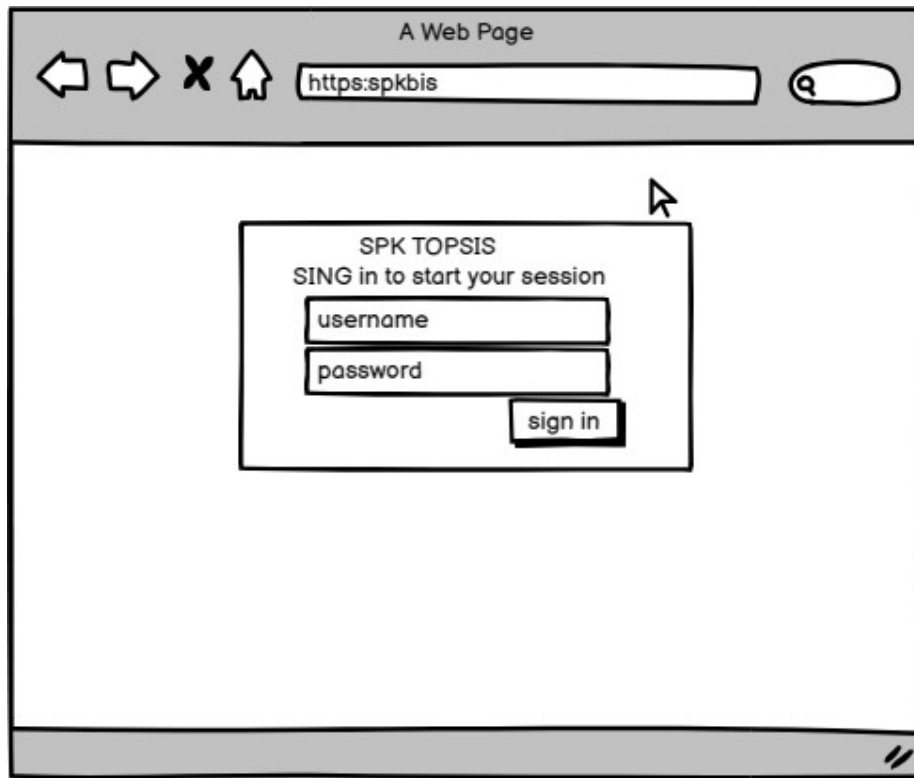 A Web Page
https:spkbis
SPK TOPSIS
SING in to start your session
username
password
sign in